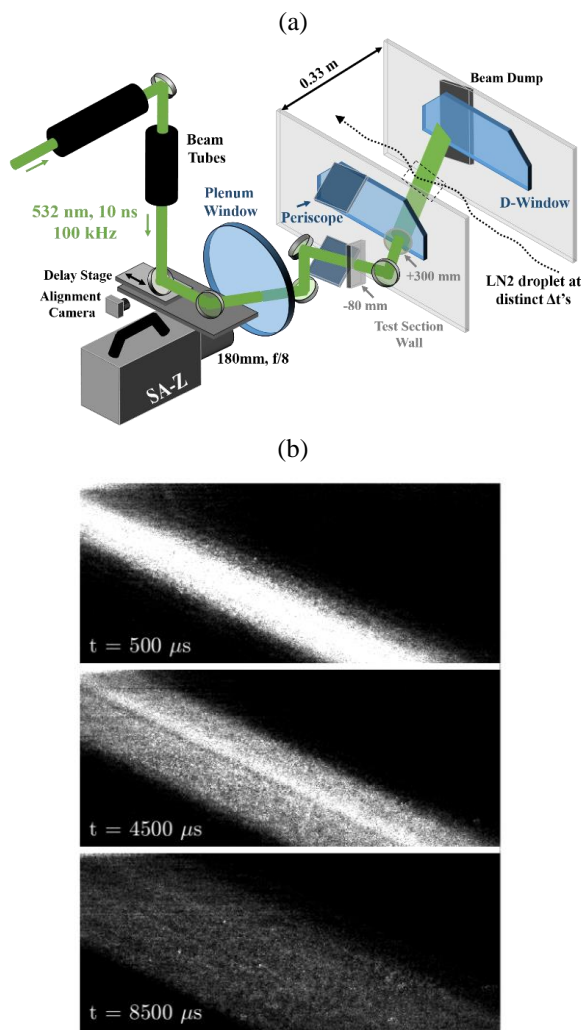 (a)
0.33 m
Beam Dump
Beam
Tubes
532 nm, 10 ns
100 kHz
Plenum
Window
Periscope
D-Window
Delay Stage
+300 mm
LN2 droplet at
distinct Δt's
Alignment
Camera
-80 mm
Test Section
Wall
180mm, f/8
SA-Z
(b)
t = 500 μs
t = 4500 μs
t = 8500 μs